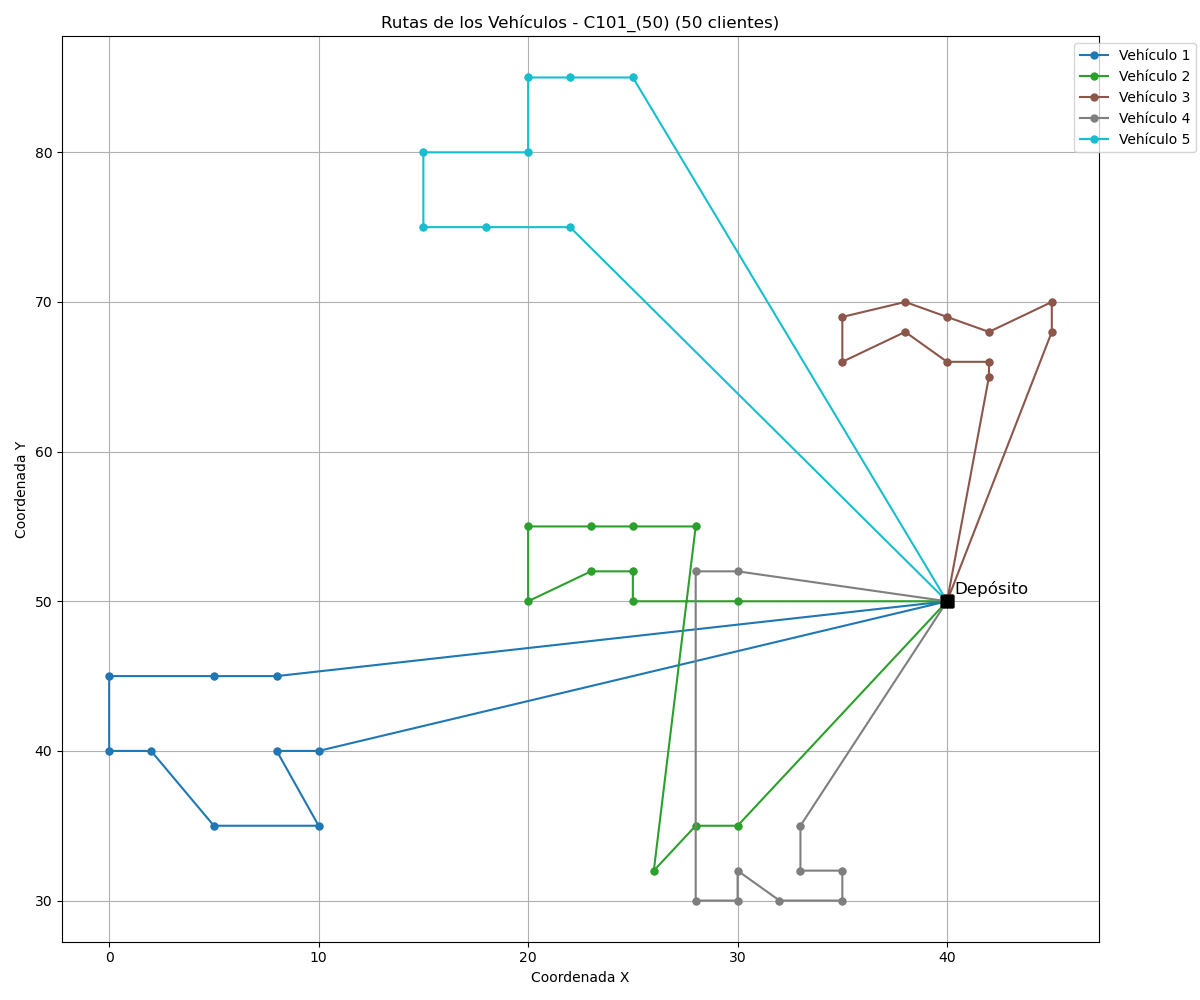 Rutas de los Vehículos - C101_(50) (50 clientes)
Vehículo 1
Vehículo 2
Vehículo 3
Vehículo 4
Vehículo 5
80
70
60
50
40
30
Coordenada Y
Depósito
0 10 20 30 40
Coordenada X